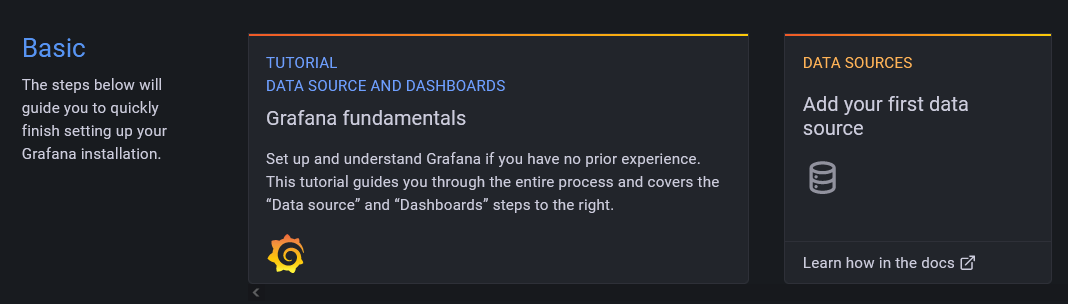 Basic
The steps below will
guide you to quickly
finish setting up your
Grafana installation.
TUTORIAL
DATA SOURCE AND DASHBOARDS
Grafana fundamentals
Set up and understand Grafana if you have no prior experience.
This tutorial guides you through the entire process and covers the
“Data source” and “Dashboards” steps to the right.
DATA SOURCES
Add your first data
source
Learn how in the docs